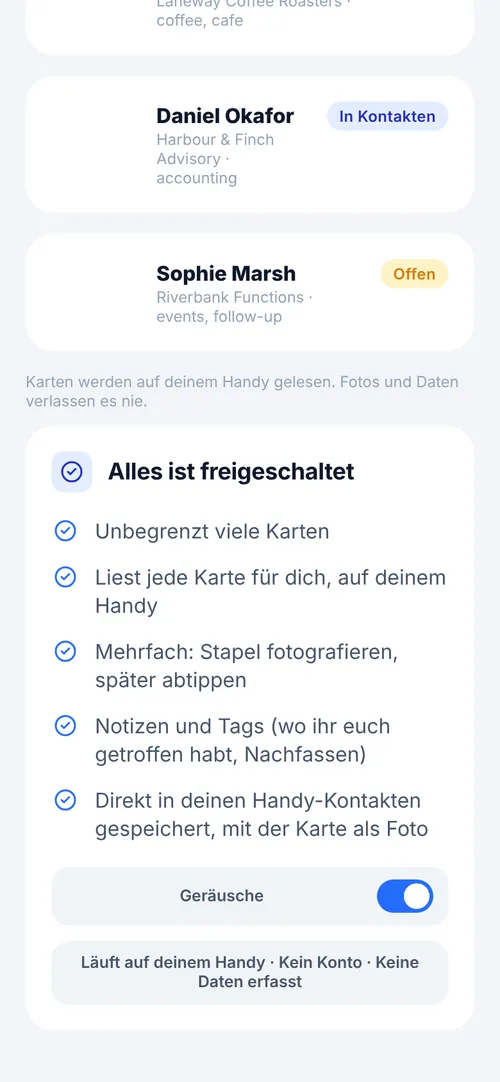 Laneway Coffee Roasters ·
coffee, cafe
Daniel Okafor
In Kontakten
Harbour & Finch
Advisory ·
accounting
Sophie Marsh
Offen
Riverbank Functions ·
events, follow-up
Karten werden auf deinem Handy gelesen. Fotos und Daten
verlassen es nie.
Alles ist freigeschaltet
Unbegrenzt viele Karten
Liest jede Karte für dich, auf deinem
Handy
Mehrfach: Stapel fotografieren,
später abtippen
Notizen und Tags (wo ihr euch
getroffen habt, Nachfassen)
Direkt in deinen Handy-Kontakten
gespeichert, mit der Karte als Foto
Geräusche
Läuft auf deinem Handy · Kein Konto · Keine
Daten erfasst